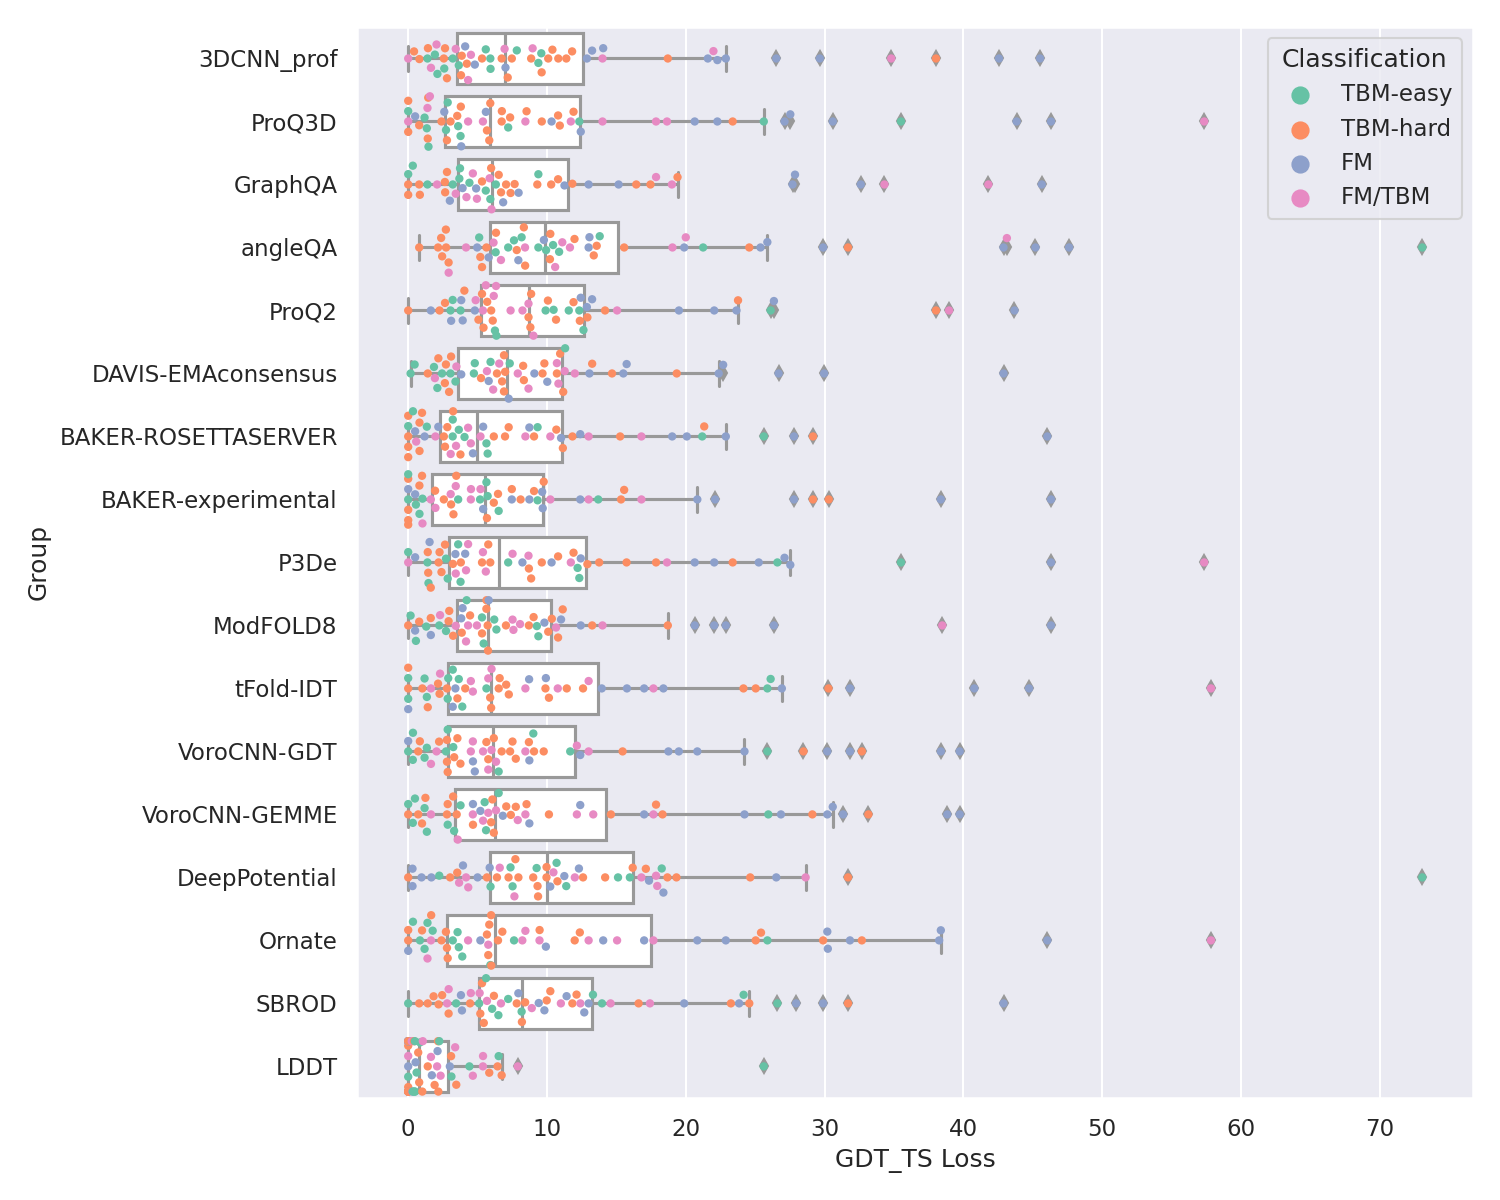 3DCNN_prof
ProQ3D
GraphQA
angleQA
ProQ2
DAVIS-EMAconsensus
BAKER-ROSETTASERVER
BAKER-experimental
P3De
ModFOLD8
tFold-IDT
VoroCNN-GDT
VoroCNN-GEMME
DeepPotential
Ornate
SBROD
LDDT
Group
Classification
TBM-easy
TBM-hard
FM
FM/TBM
0 10 20 30 40 50 60 70
GDT_TS Loss